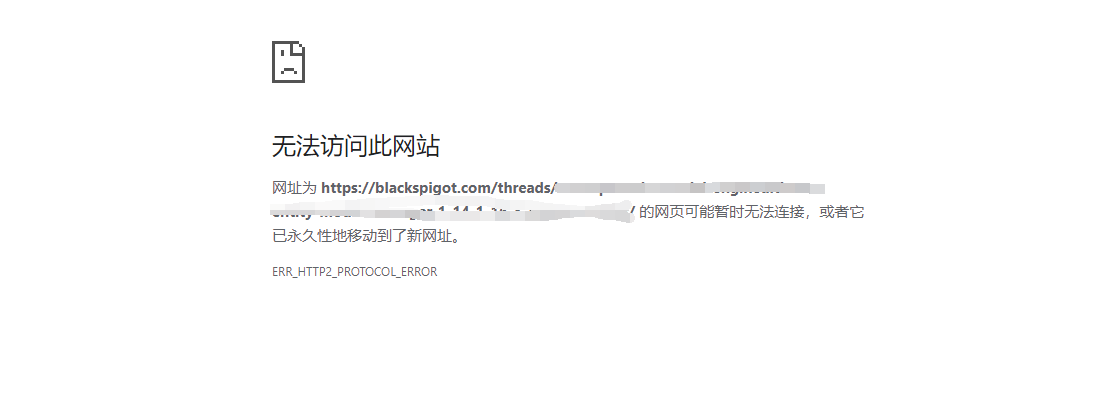 无法访问此网站
网址为 https://blackspigot.com/threads/
的网页可能暂时无法连接，或者它
已永久性地移动到了新网址。
ERR_HTTP2_PROTOCOL_ERROR